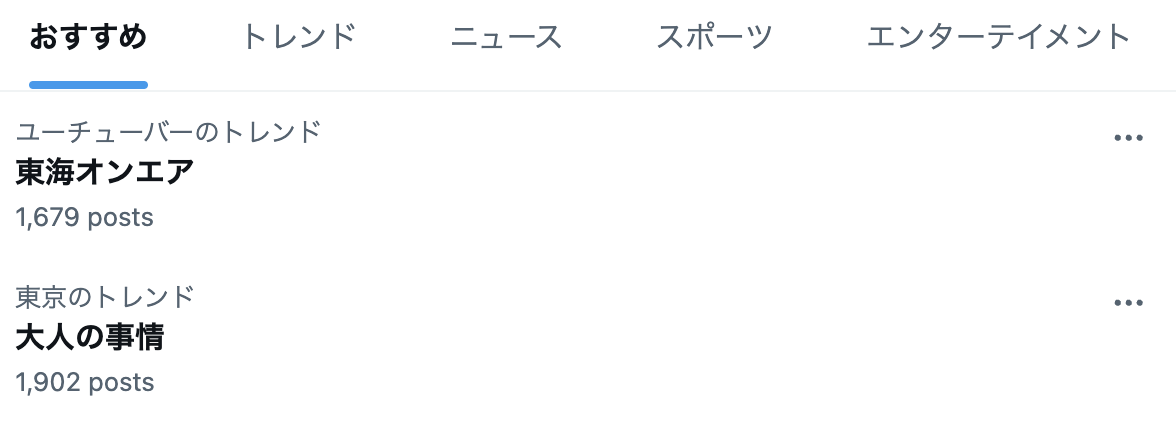 おすすめ トレンド ニュース スポーツ エンターテイメント
ユーチューバーのトレンド
東海オンエア
1,679 posts
東京のトレンド
大人の事情
1,902 posts